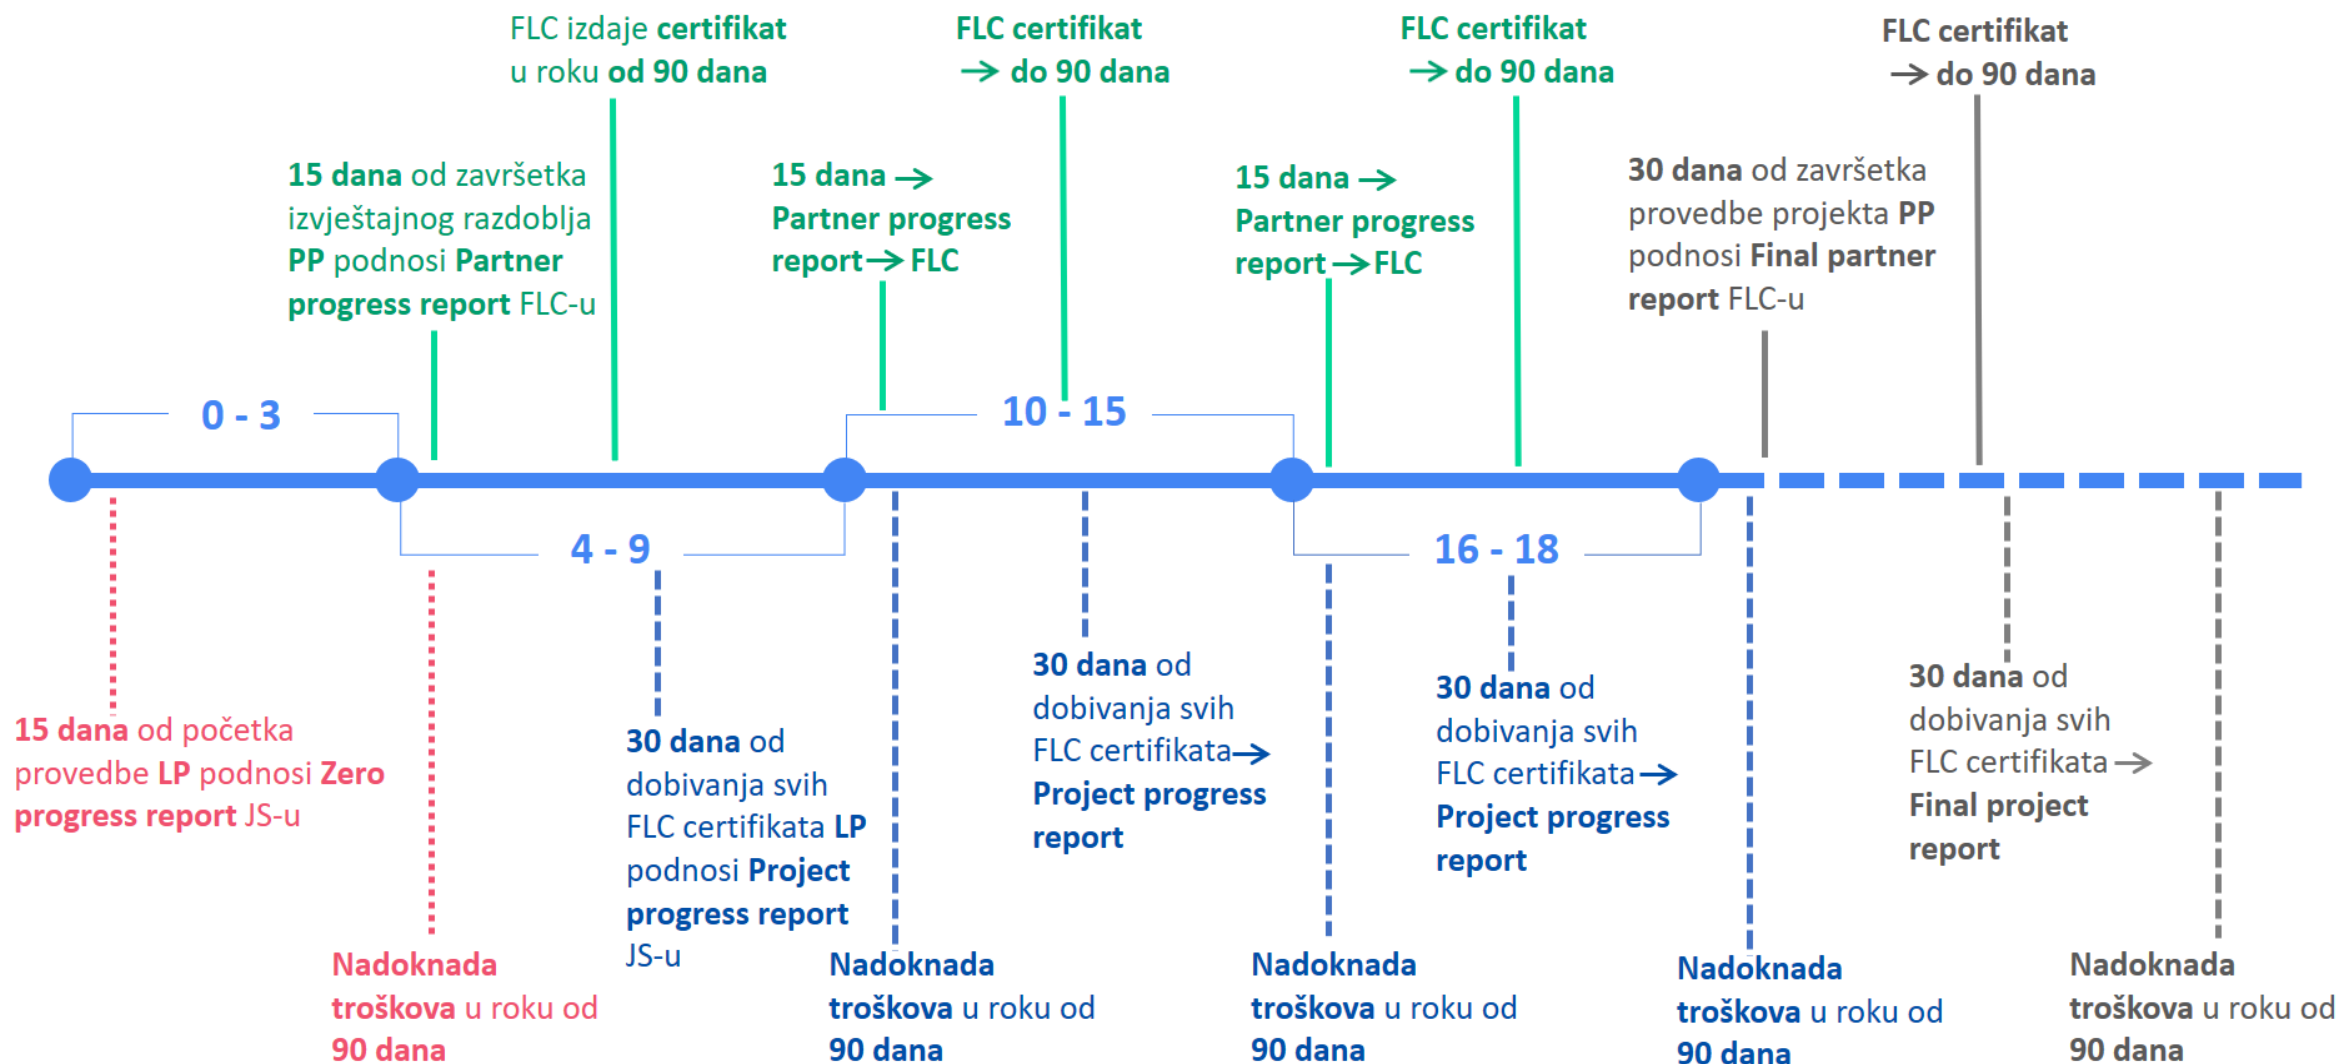 FLC izdaje certifikat
u roku od 90 dana
FLC certifikat
→ do 90 dana
FLC certifikat
→ do 90 dana
FLC certifikat
→ do 90 dana
15 dana od završetka
izvještajnog razdoblja
PP podnosi Partner
progress report FLC-u
15 dana →
Partner progress
report → FLC
15 dana →
Partner progress
report → FLC
30 dana od završetka
provedbe projekta PP
podnosi Final partner
report FLC-u
0 - 3
10 - 15
4 - 9
16 - 18
15 dana od početka
provedbe LP podnosi Zero
progress report JS-u
30 dana od
dobivanja svih
FLC certifikata LP
podnosi Project
progress report
JS-u
30 dana od
dobivanja svih
FLC certifikata →
Project progress
report
30 dana od
dobivanja svih
FLC certifikata →
Project progress
report
30 dana od
dobivanja svih
FLC certifikata →
Final project
report
Nadoknada
troškova u roku od
90 dana
Nadoknada
troškova u roku od
90 dana
Nadoknada
troškova u roku od
90 dana
Nadoknada
troškova u roku od
90 dana
Nadoknada
troškova u roku od
90 dana